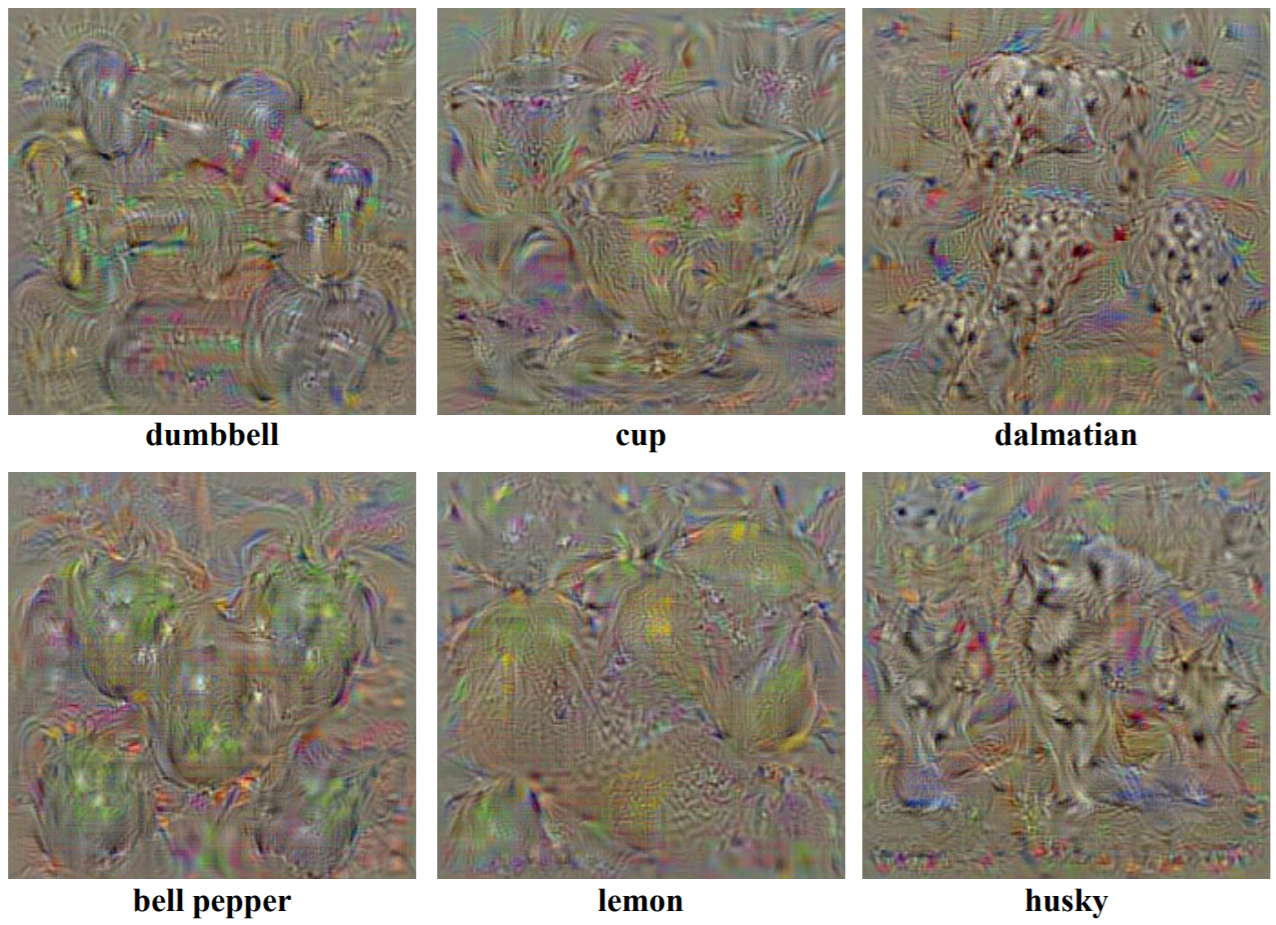 dumbbell
cup
dalmatian
bell pepper
lemon
husky